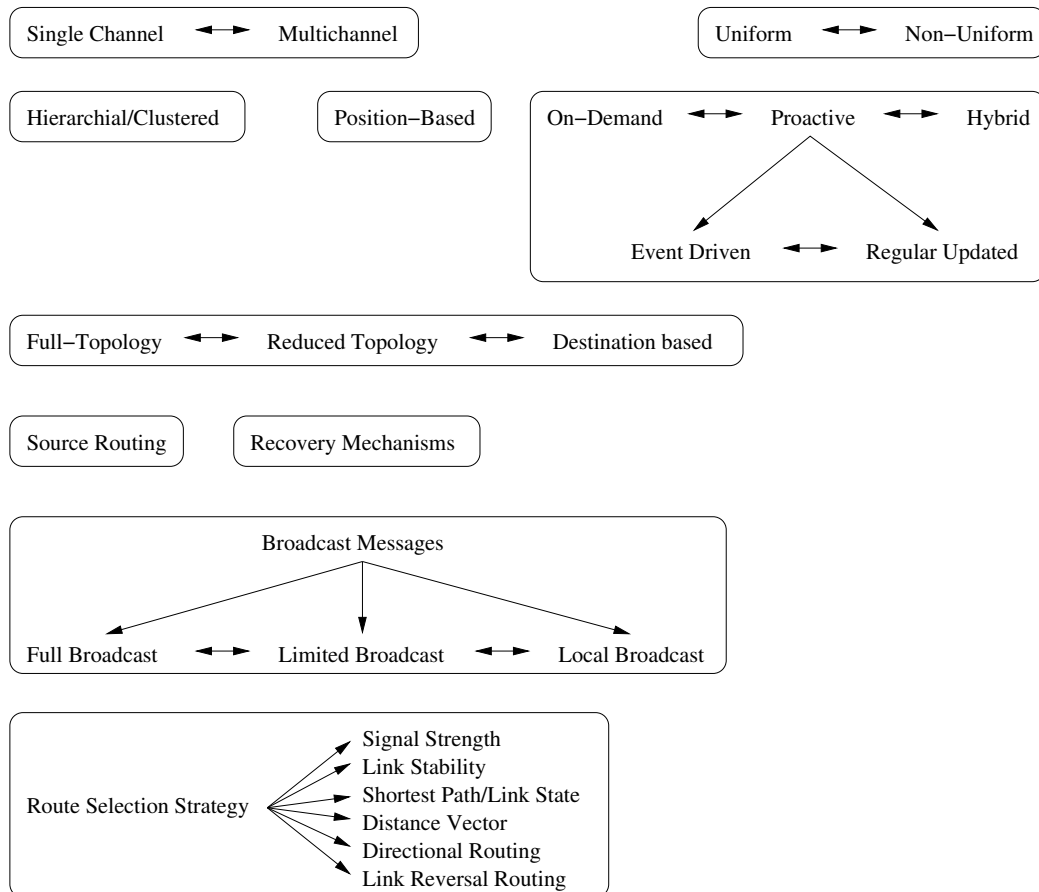 Single Channel Multichannel Uniform Non−Uniform
Hierarchial/Clustered Position−Based On−Demand Proactive Hybrid
Event Driven Regular Updated
Full−Topology Reduced Topology Destination based
Source Routing Recovery Mechanisms
Broadcast Messages
Full Broadcast Limited Broadcast Local Broadcast
Signal Strength
Link Stability
Shortest Path/Link State
Route Selection Strategy
Distance Vector
Directional Routing
Link Reversal Routing